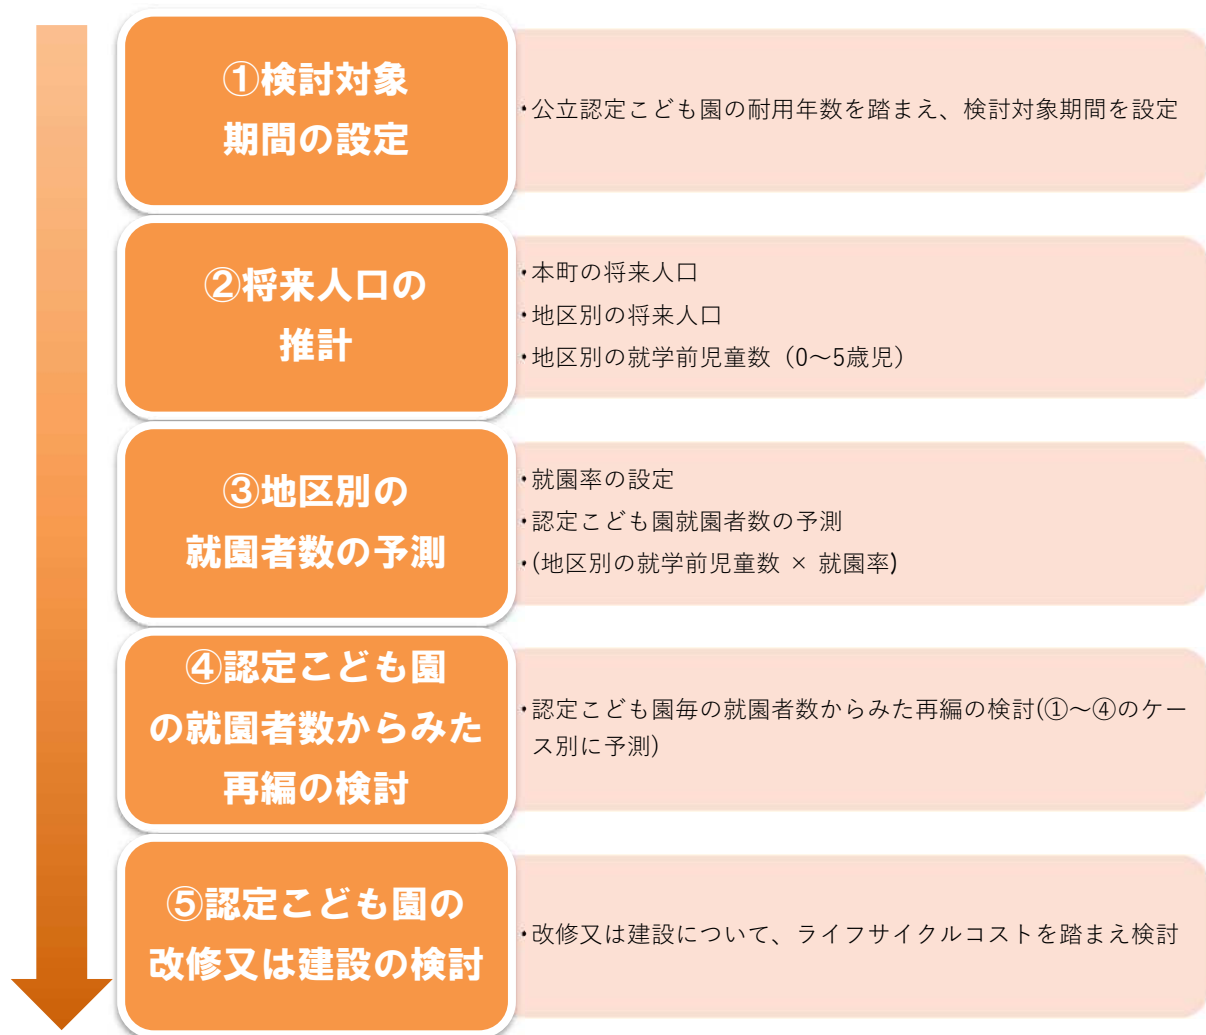 ①検討対象
期間の設定
・公立認定こども園の耐用年数を踏まえ、検討対象期間を設定
②将来人口の
推計
・本町の将来人口
・地区別の将来人口
・地区別の就学前児童数（0～5歳児）
③地区別の
就園者数の予測
・就園率の設定
・認定こども園就園者数の予測
・(地区別の就学前児童数 × 就園率)
④認定こども園
の就園者数からみた
再編の検討
・認定こども園毎の就園者数からみた再編の検討(①～④のケー
ス別に予測)
⑤認定こども園の
改修又は建設の検討
・改修又は建設について、ライフサイクルコストを踏まえ検討